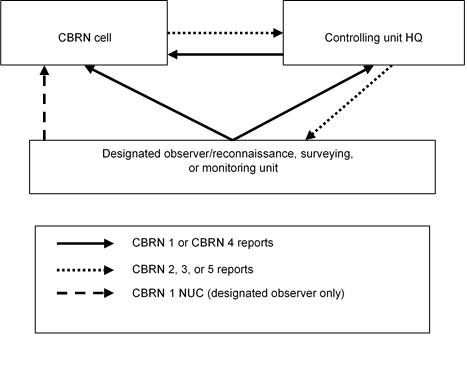 CBRN cell
Controlling unit HQ
Designated observer/reconnaissance, surveying,
or monitoring unit
CBRN 1 or CBRN 4 reports
CBRN 2, 3, or 5 reports
CBRN 1 NUC (designated observer only)